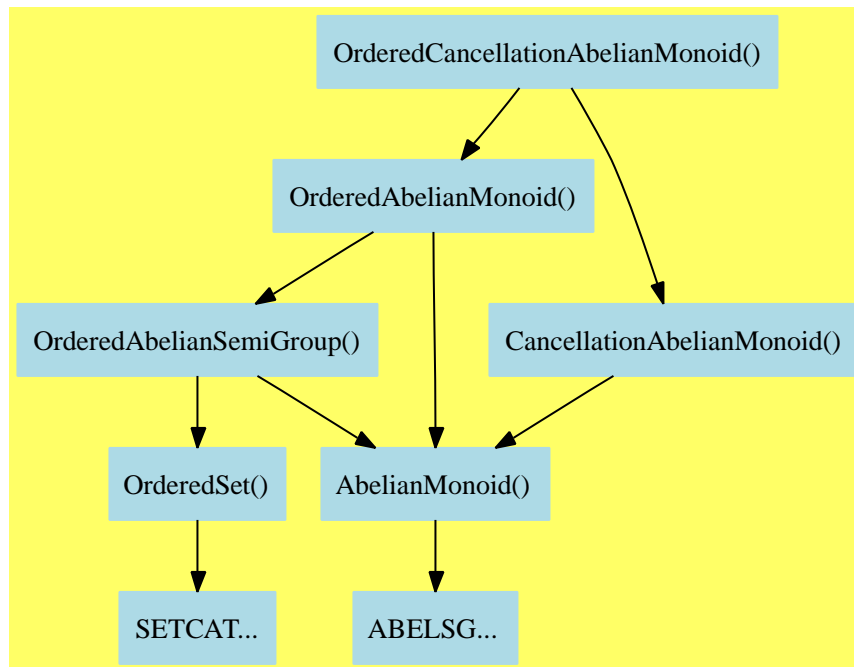 OrderedCancellationAbelianMonoid()
OrderedAbelianMonoid()
OrderedAbelianSemiGroup()
CancellationAbelianMonoid()
OrderedSet()
AbelianMonoid()
SETCAT...
ABELSG...